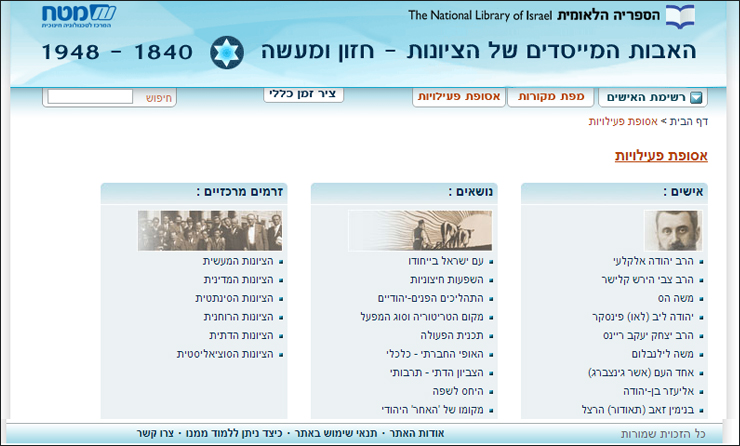 הספריה הלאומית The National Library of Israel
מטח
המרכז לטכנולוגיה חינוכית
האבות המייסדים של הציונות - חזון ומעשה 1840 - 1948
רשימת האישים
מפת מקורות
אסופת פעילויות
ציר זמן כללי
חיפוש
דף הבית > אסופת פעילויות
אסופת פעילויות
אישים :
הרב יהודה אלקלעי
הרב צבי הירש קלישר
משה הס
יהודה ליב (לאו) פינסקר
הרב יצחק יעקב ריינס
משה לילנבלום
אחד העם (אשר גינצברג)
אליעזר בן-יהודה
בנימין זאב (תאודור) הרצל
נושאים :
עם ישראל בייחודו
השפעות חיצוניות
התהליכים הפנים-יהודיים
מקום הטריטוריה וסוג המפעל
תכנית הפעולה
האופי החברתי - כלכלי
הצביון הדתי - תרבותי
היחס לשפה
מקומו של 'האחר' היהודי
זרמים מרכזיים :
הציונות המעשית
הציונות המדינית
הציונות הסינתטית
הציונות הרוחנית
הציונות הדתית
הציונות הסוציאליסטית
כל הזכויות שמורות
אודות האתר · תנאי שימוש באתר · כיצד ניתן ללמוד ממנו · צרו קשר